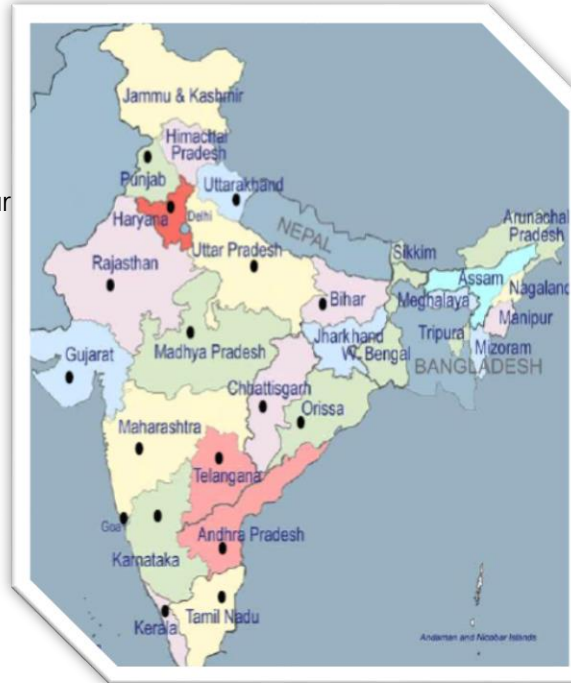 Jammu & Kashmir
Himachar
Pradesh
Punjab
Uttarakhand
ur
Haryana
Delhi
Arunachal
Pradesh
NEPAL
Uttar Pradesh
Sikkim
Rajasthan
Assam
Nagaland
Bihar
Meghalaya
Manipur
Jharkhand
Tripura
Mizoram
Gujarat
Madhya Pradesh
W. Bengal
BANGLADESH
Chhattisgarh
Orissa
Maharashtra
Telangana
Goa
Andhra Pradesh
Karnataka
Tamil Nadu
Kerala
Andaman and Nicobar Islands